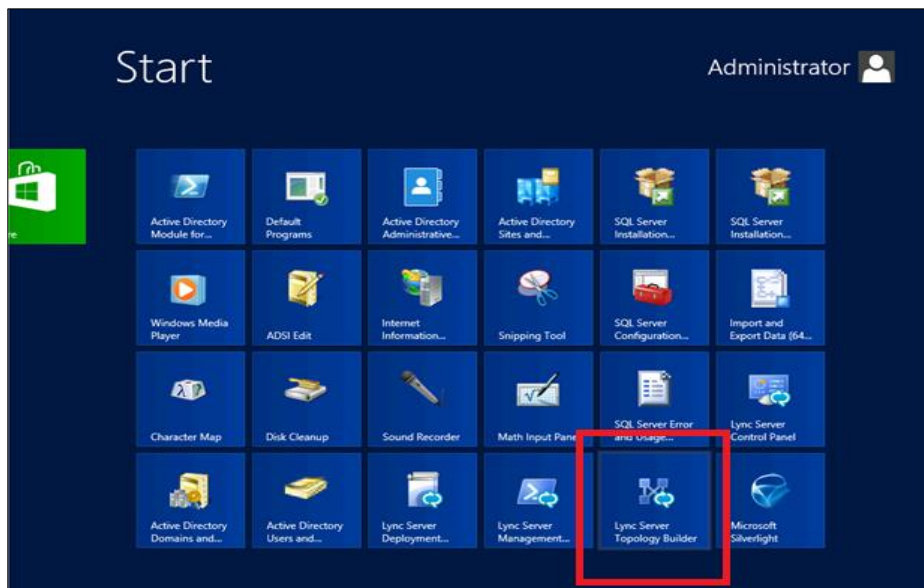 Start
Administrator
re
Active Directory
Module for...
Default
Programs
Active Directory
Administrative...
Active Directory
Sites and...
SQL Server
Installation...
SQL Server
Installation...
Windows Media
Player
ADSI Edit
Internet
Information...
Snipping Tool
SQL Server
Configuration...
Import and
Export Data (64...
Character Map
Disk Cleanup
Sound Recorder
Math Input Pane
SQL Server Error
and Usage...
Lync Server
Control Panel
Active Directory
Domains and...
Active Directory
Users and...
Lync Server
Deployment...
Lync Server
Management...
Lync Server
Topology Builder
Microsoft
Silverlight